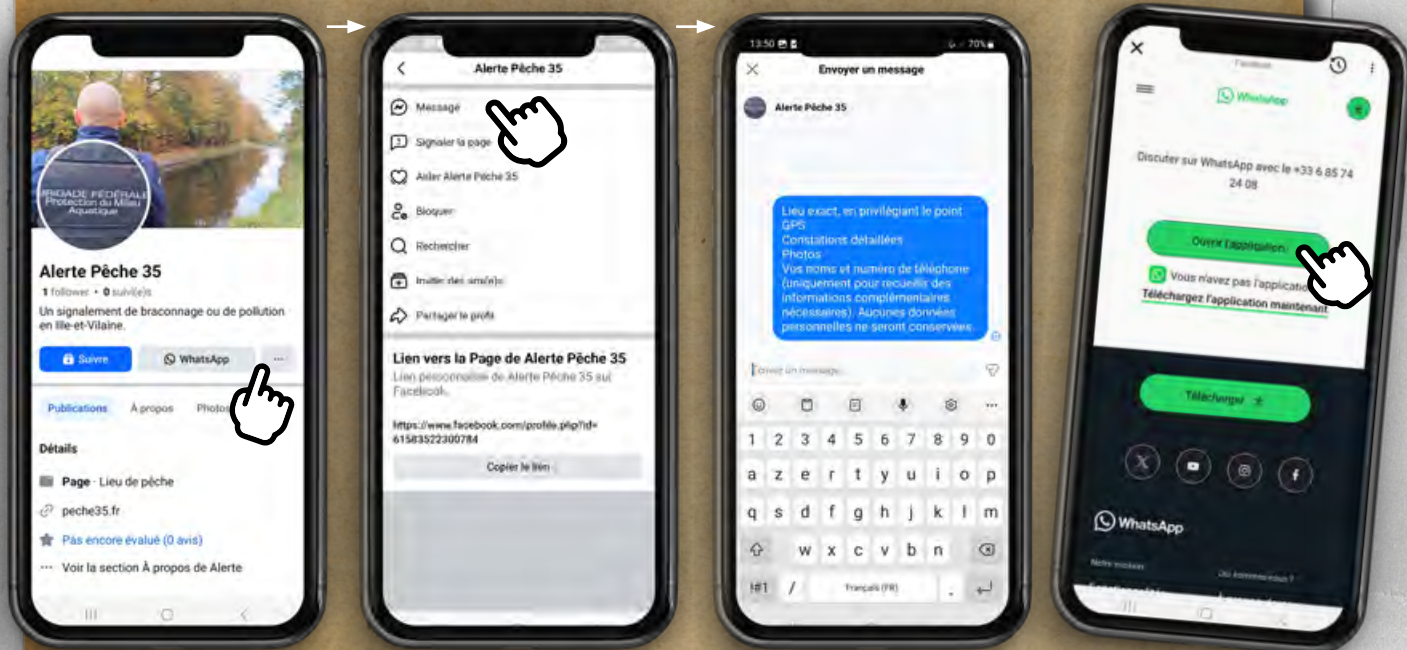 BRIGADE FÉDÉRALE
Protection du Milieu
Aquatique
Alerte Pêche 35
1 follower • 0 suivi(e)s
Un signalement de braconnage ou de pollution
en Ille-et-Vilaine.
Suivre
WhatsApp
...
Publications
À propos
Photos
Détails
Page · Lieu de pêche
peche35.fr
Pas encore évalué (0 avis)
... Voir la section À propos de Alerte
Alerte Pêche 35
Message
Signaler la page
Aider Alerte Pêche 35
Bloquer
Rechercher
Inviter des ami(e)s
Partager le profil
Lien vers la Page de Alerte Pêche 35
Lien personnalisé de Alerte Pêche 35 sur
Facebook.
https://www.facebook.com/profile.php?id=
61583522300784
Copier le lien
13:50
70%
Envoyer un message
Alerte Pêche 35
Lieu exact, en privilégiant le point
GPS
Constations détaillées
Photos
Vos noms et numéro de téléphone
(uniquement pour recueillir des
informations complémentaires
nécessaires). Aucunes données
personnelles ne seront conservées.
Écrivez un message...
1 2 3 4 5 6 7 8 9 0
a z e r t y u i o p
q s d f g h j k l m
w x c v b n
!#1 / Français (FR) .
Facebook
WhatsApp
Discuter sur WhatsApp avec le +33 6 85 74
24 08
Ouvrir l'application
Vous n'avez pas l'application
Téléchargez l'application maintenant
Télécharger
WhatsApp
Notre mission
Qui sommes-nous ?